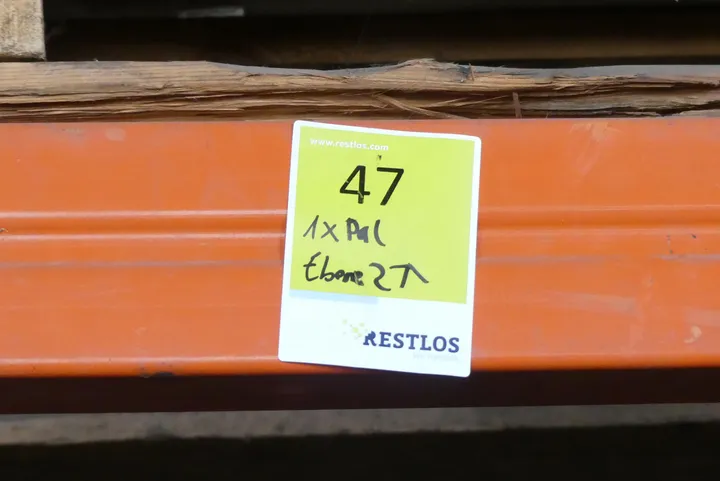 www.restlos.com
47
1x Pal
Ebene 2 ↑
RESTLOS